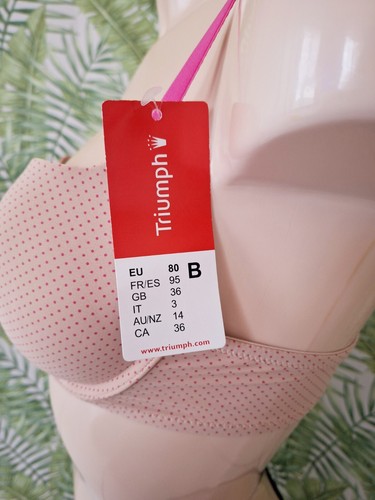 Triumph
EU 80 B
FR/ES 95
GB 36
IT 3
AU/NZ 14
CA 36
www.triumph.com